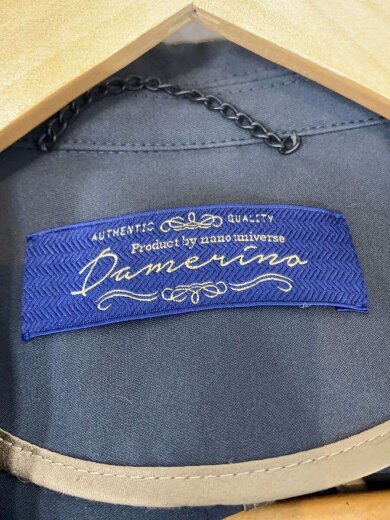 AUTHENTIC QUALITY
Product by nano universe
Damerino